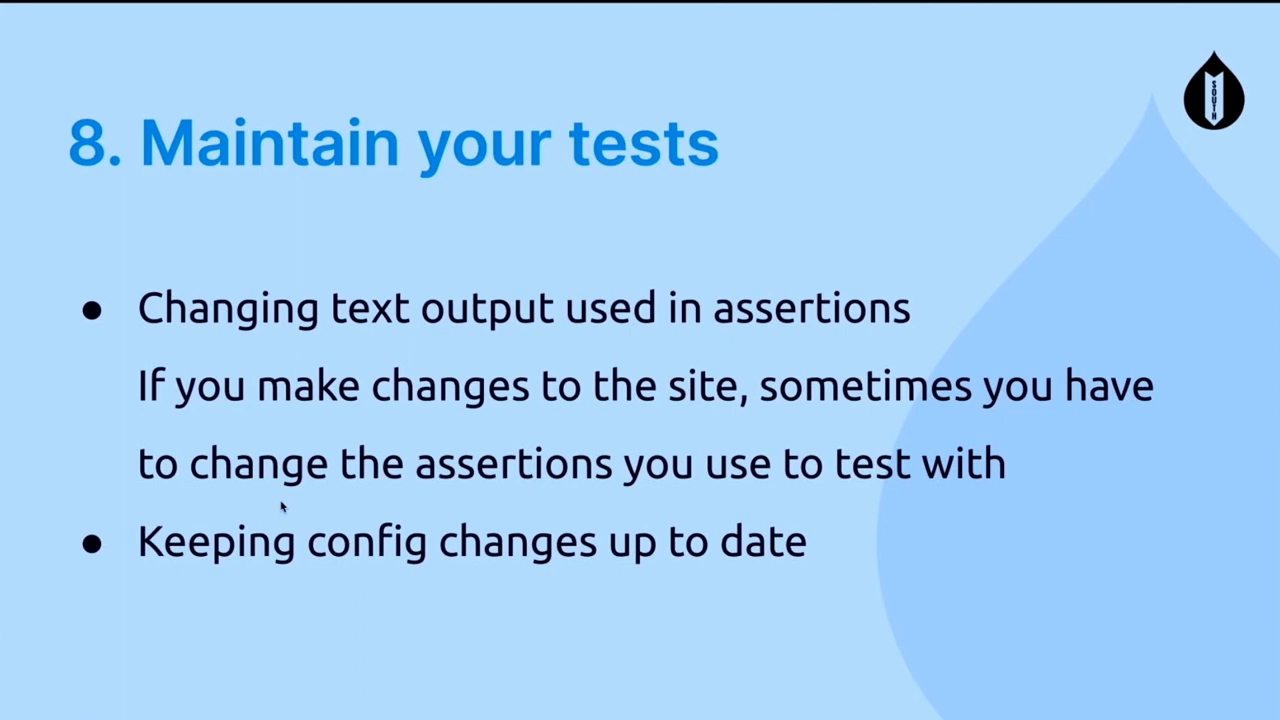 SOUTH
8. Maintain your tests
● Changing text output used in assertions
If you make changes to the site, sometimes you have
to change the assertions you use to test with
● Keeping config changes up to date